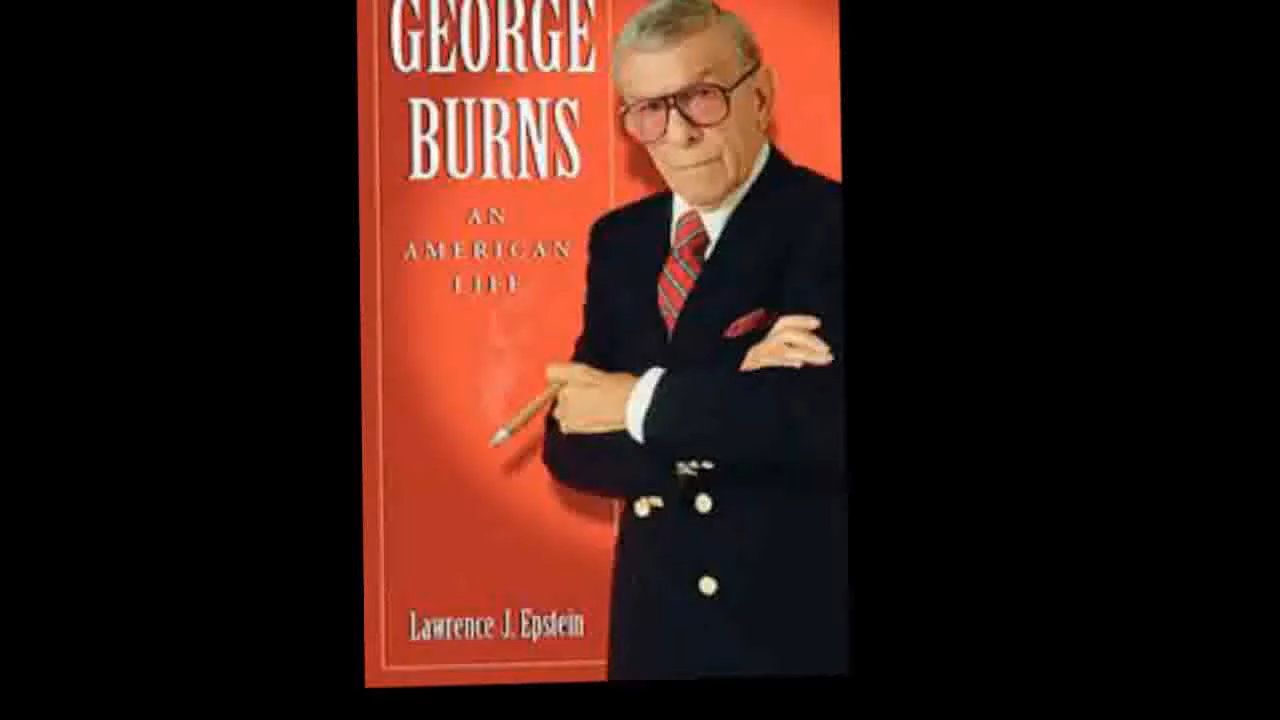 GEORGE
BURNS
AN
AMERICAN
LIFE
Lawrence J. Epstein